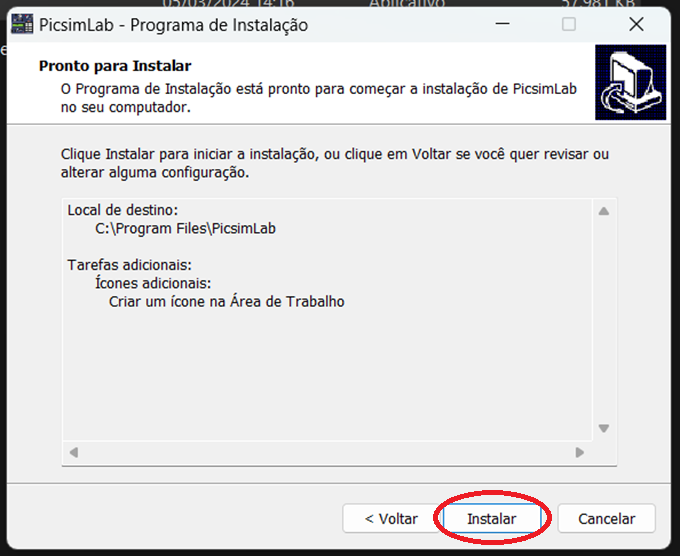 05/03/2024 14:16 Aplicativo 57.981 KB
PicsimLab - Programa de Instalação
Pronto para Instalar
O Programa de Instalação está pronto para começar a instalação de PicsimLab
no seu computador.
Clique Instalar para iniciar a instalação, ou clique em Voltar se você quer revisar ou
alterar alguma configuração.
Local de destino:
C:\Program Files\PicsimLab
Tarefas adicionais:
Ícones adicionais:
Criar um ícone na Área de Trabalho
< Voltar
Instalar
Cancelar